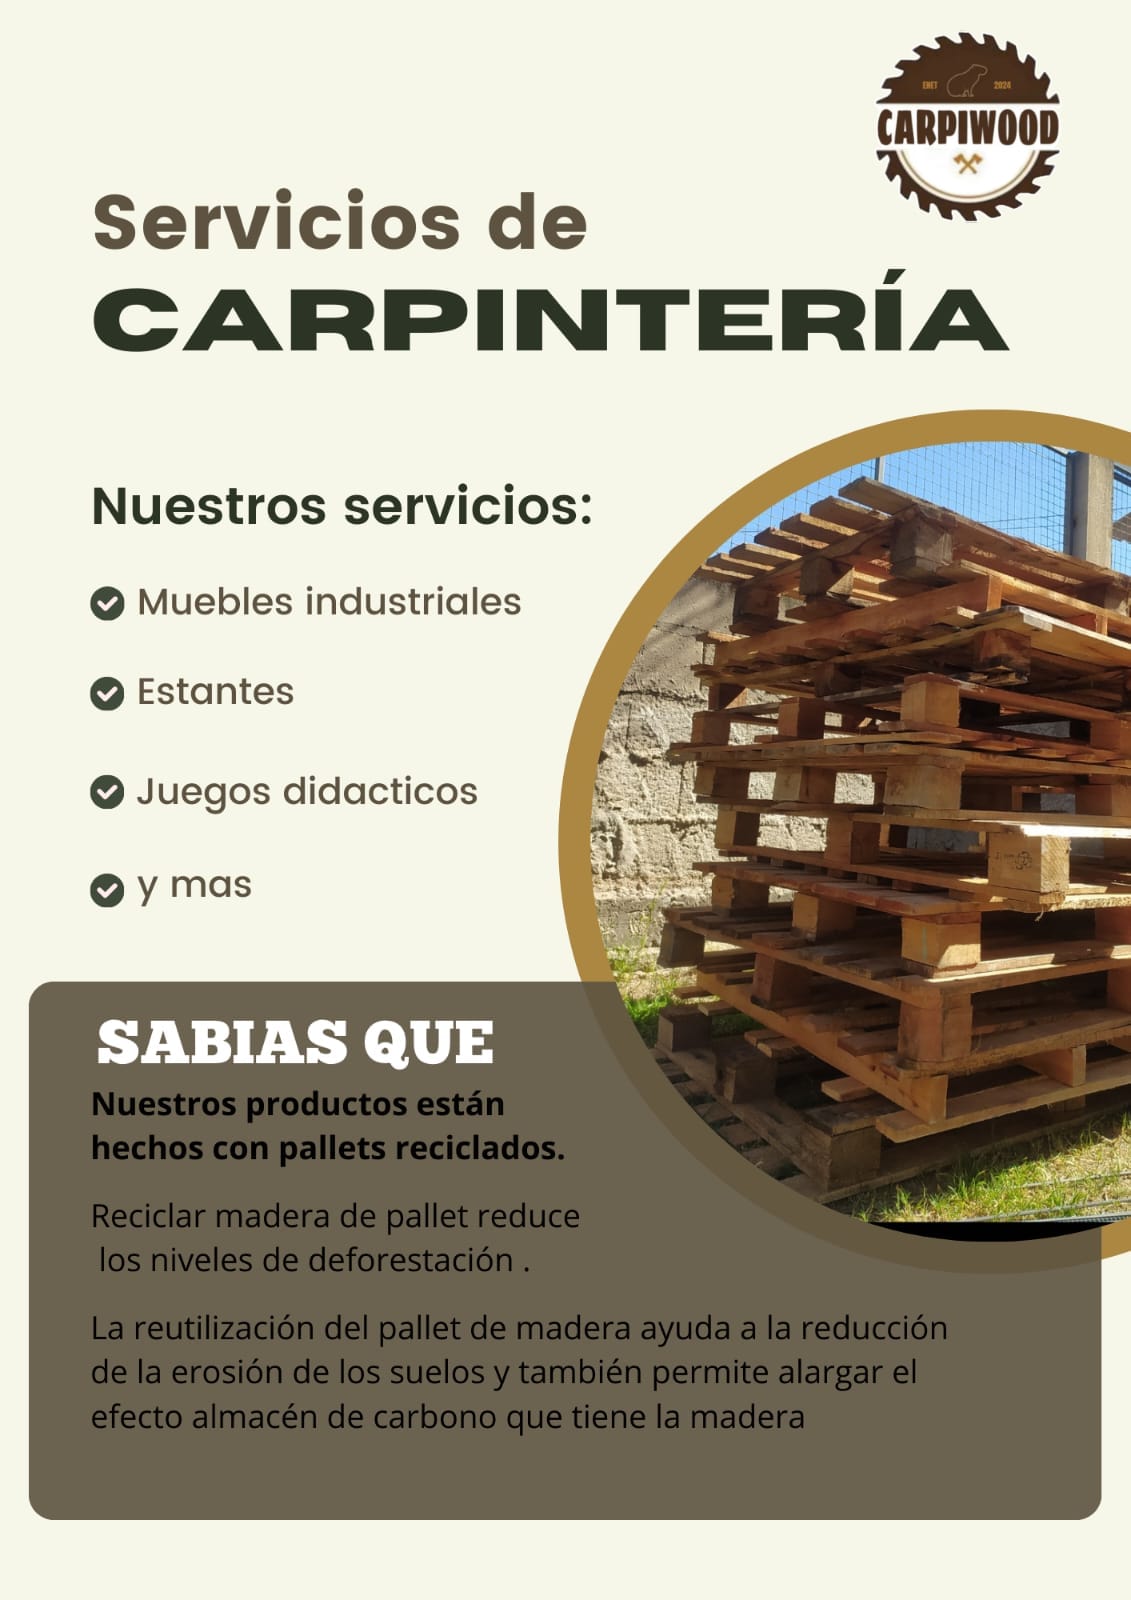 ENET 2024
CARPIWOOD
Servicios de
CARPINTERÍA
Nuestros servicios:
Muebles industriales
Estantes
Juegos didacticos
y mas
SABIAS QUE
Nuestros productos están
hechos con pallets reciclados.
Reciclar madera de pallet reduce
los niveles de deforestación .
La reutilización del pallet de madera ayuda a la reducción
de la erosión de los suelos y también permite alargar el
efecto almacén de carbono que tiene la madera